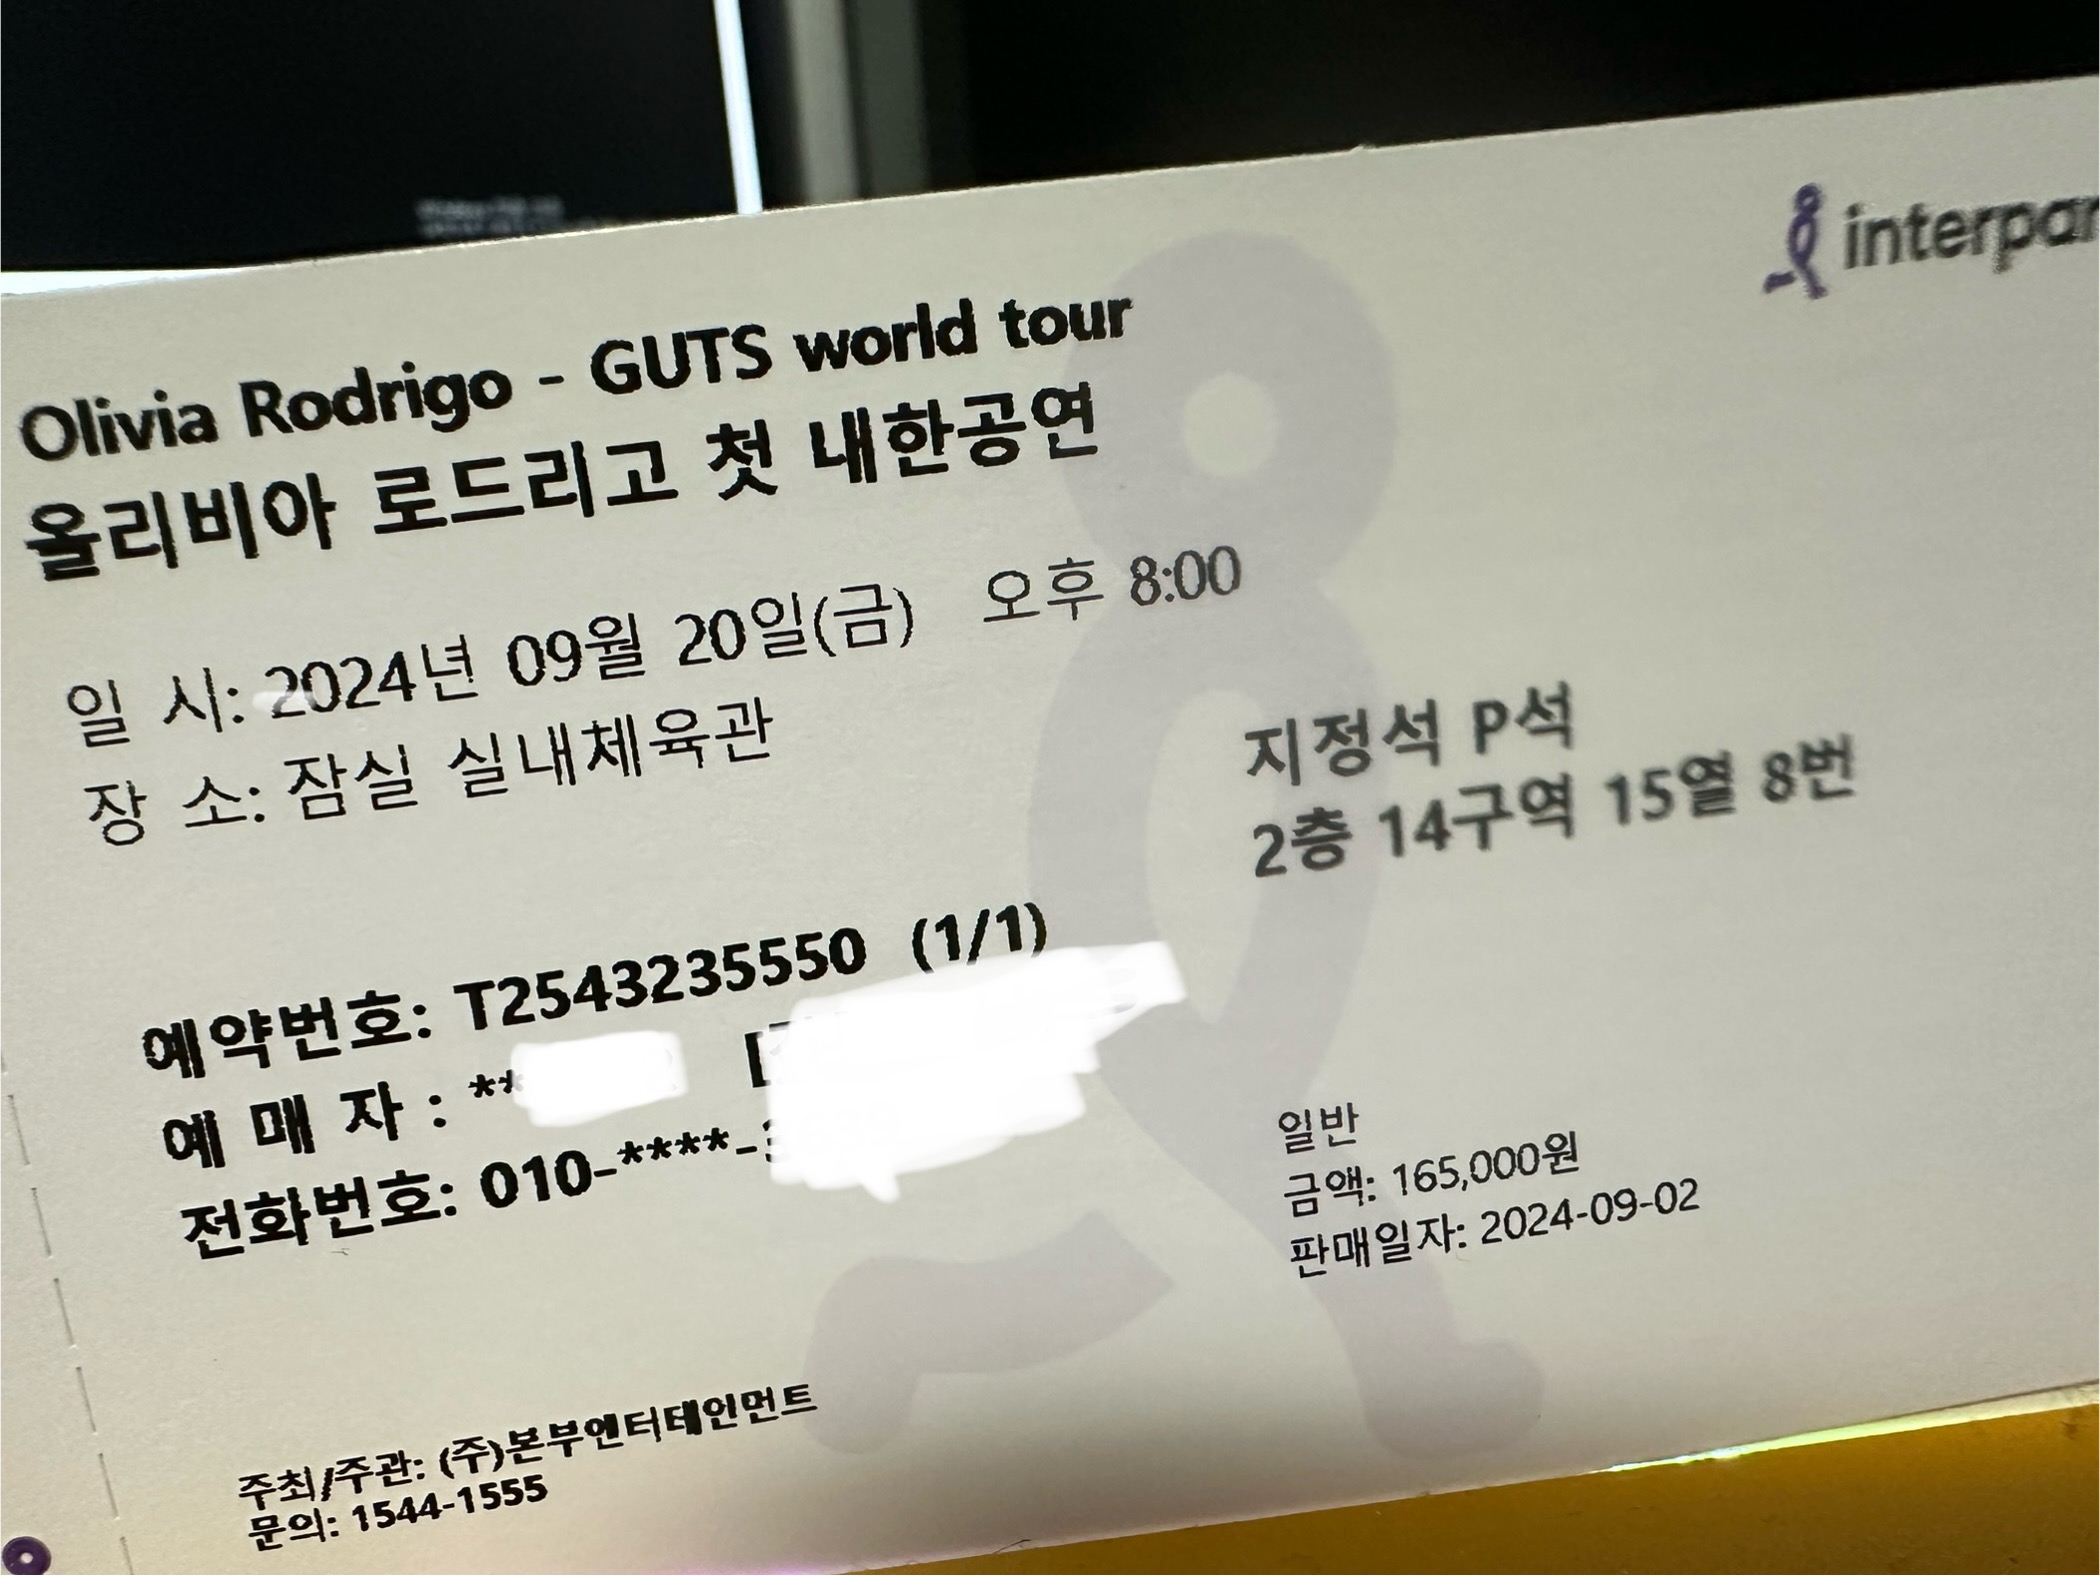 interpar
Olivia Rodrigo - GUTS world tour
올리비아 로드리고 첫 내한공연
일 시: 2024년 09월 20일(금) 오후 8:00
장 소: 잠실 실내체육관
지정석 P석
2층 14구역 15열 8번
예약번호: T2543235550 (1/1)
예 매 자 : **
전화번호: 010-****-
일반
금액: 165,000원
판매일자: 2024-09-02
주최/주관: (주)본부엔터테인먼트
문의: 1544-1555